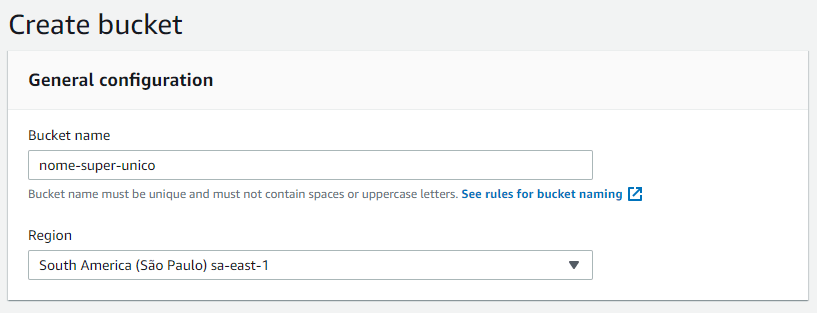 Create bucket
General configuration
Bucket name
nome-super-unico
Bucket name must be unique and must not contain spaces or uppercase letters. See rules for bucket naming
Region
South America (São Paulo) sa-east-1